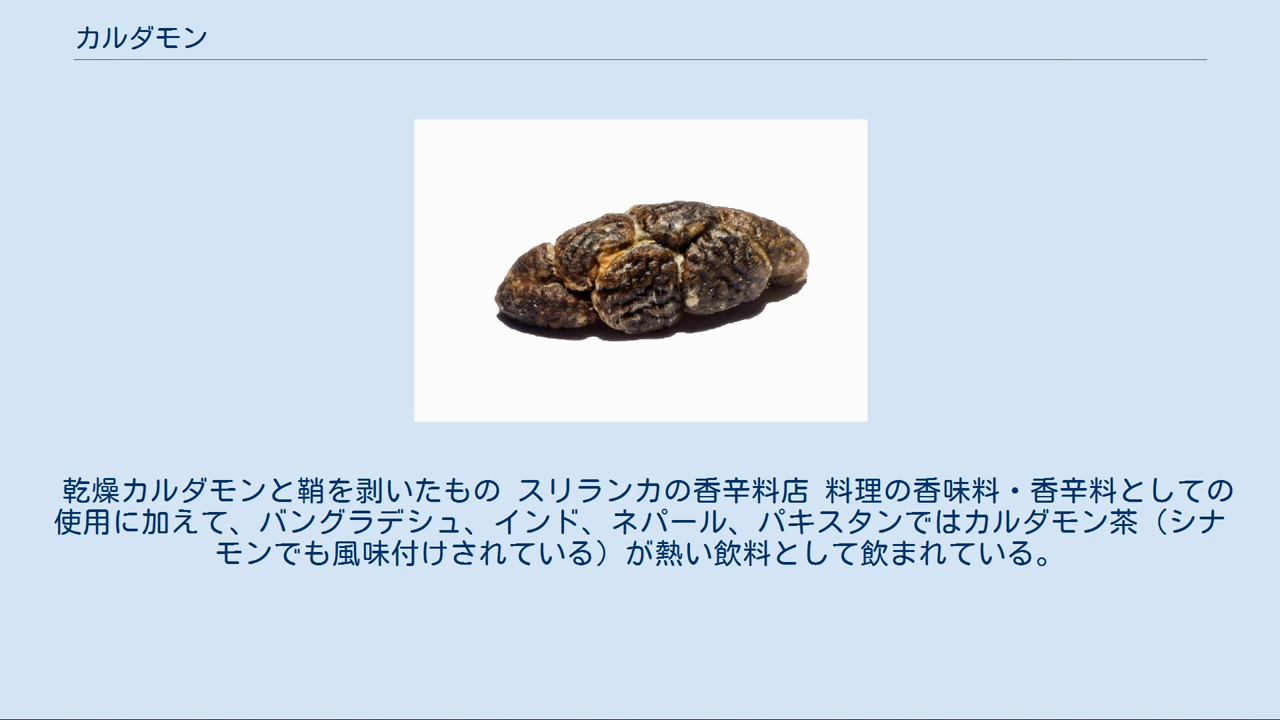 カルダモン
乾燥カルダモンと鞘を剥いたもの スリランカの香辛料店 料理の香味料・香辛料としての
使用に加えて、バングラデシュ、インド、ネパール、パキスタンではカルダモン茶（シナ
モンでも風味付けされている）が熱い飲料として飲まれている。